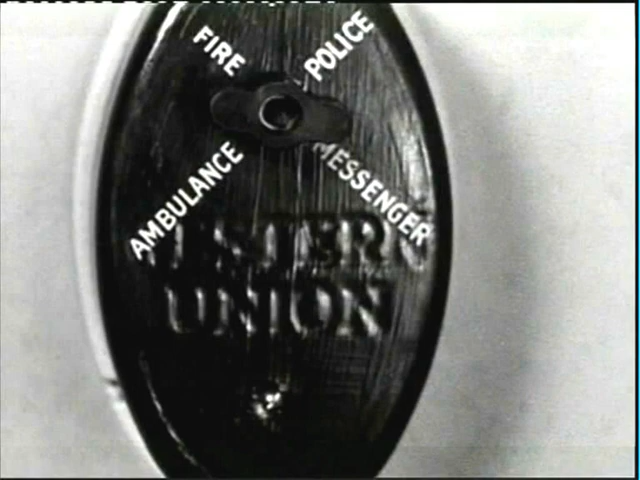 FIRE
POLICE
AMBULANCE
MESSENGER
WESTERN
UNION